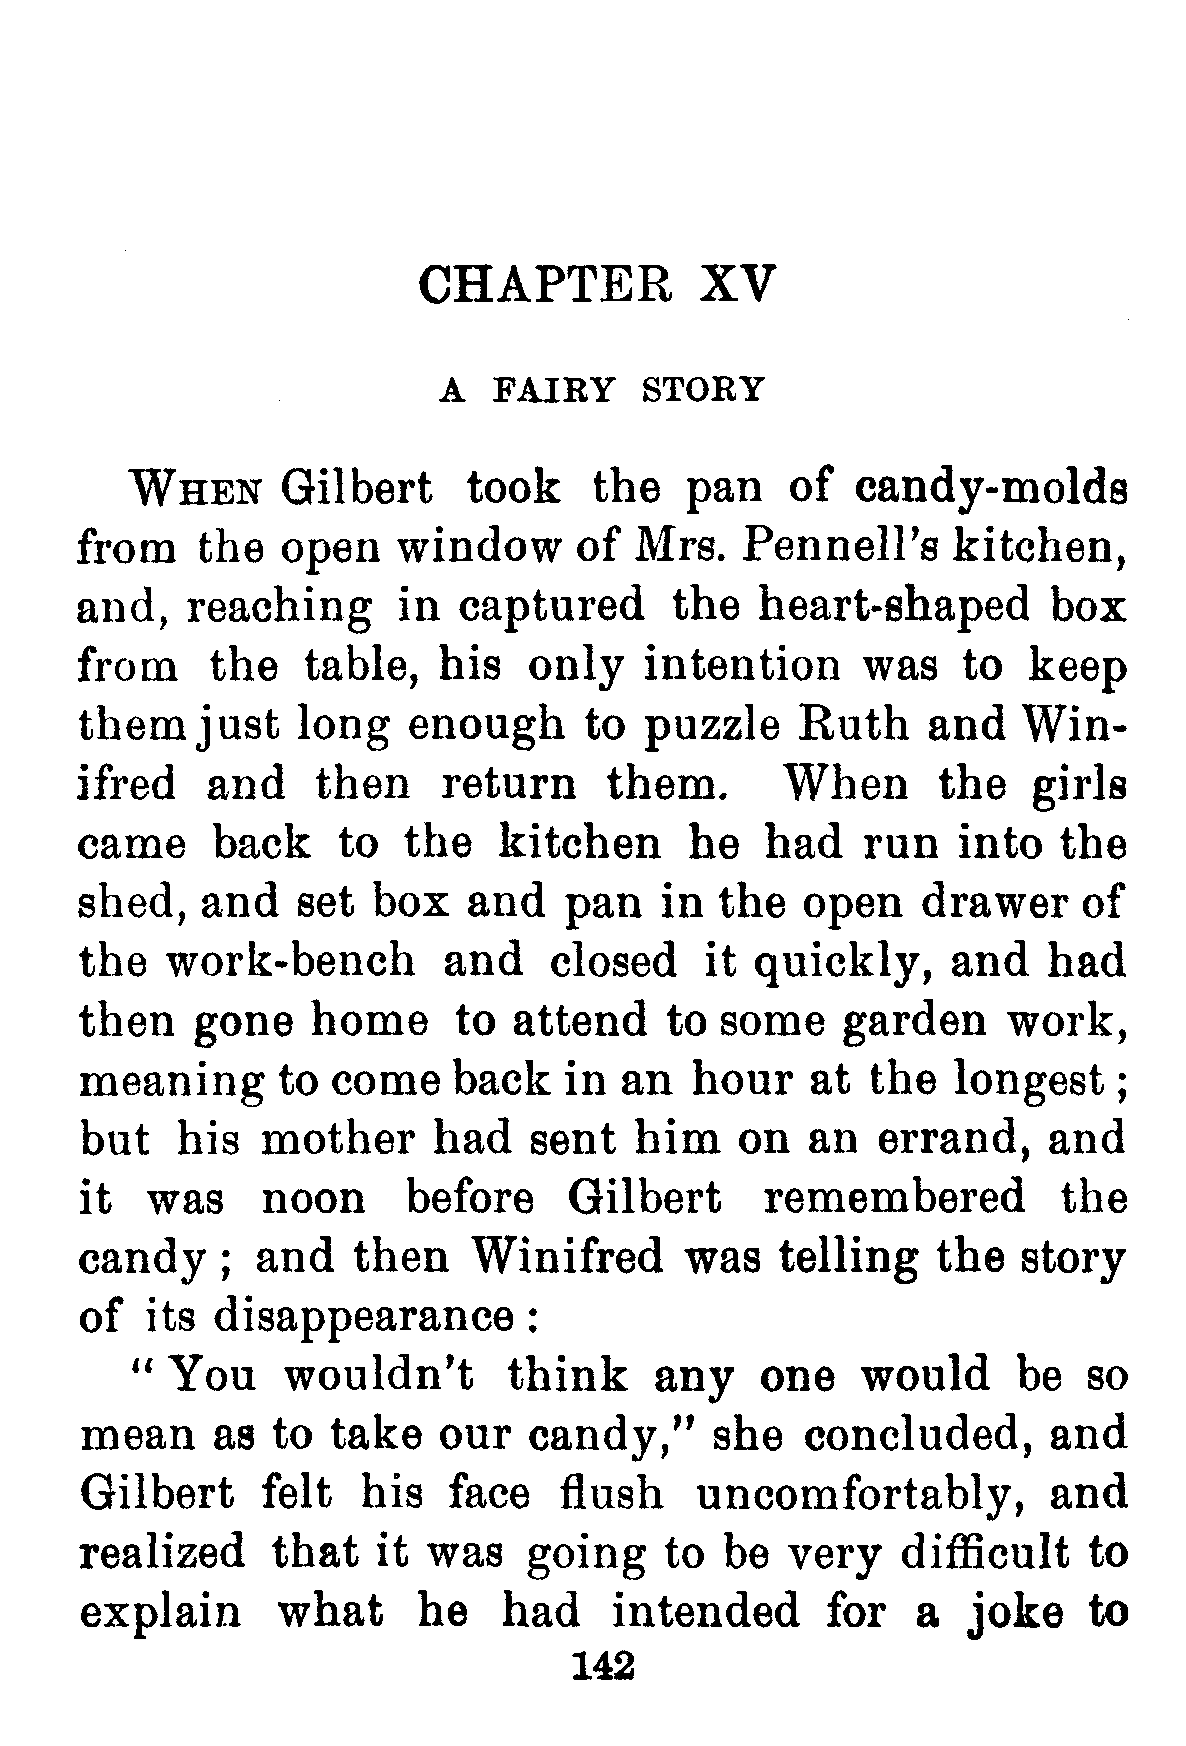 CHAPTER XV
A FAIRY STORY
WHEN Gilbert took the pan of candy-molds
from the open window of Mrs. Pennell's kitchen,
and, reaching in captured the heart-shaped box
from the table, his only intention was to keep
them just long enough to puzzle Ruth and Win-
ifred and then return them. When the girls
came back to the kitchen he had run into the
shed, and set box and pan in the open drawer of
the work-bench and closed it quickly, and had
then gone home to attend to some garden work,
meaning to come back in an hour at the longest ;
but his mother had sent him on an errand, and
it was noon before Gilbert remembered the
candy ; and then Winifred was telling the story
of its disappearance :
“ You wouldn't think any one would be so
mean as to take our candy,” she concluded, and
Gilbert felt his face flush uncomfortably, and
realized that it was going to be very difficult to
explain what he had intended for a joke to
142